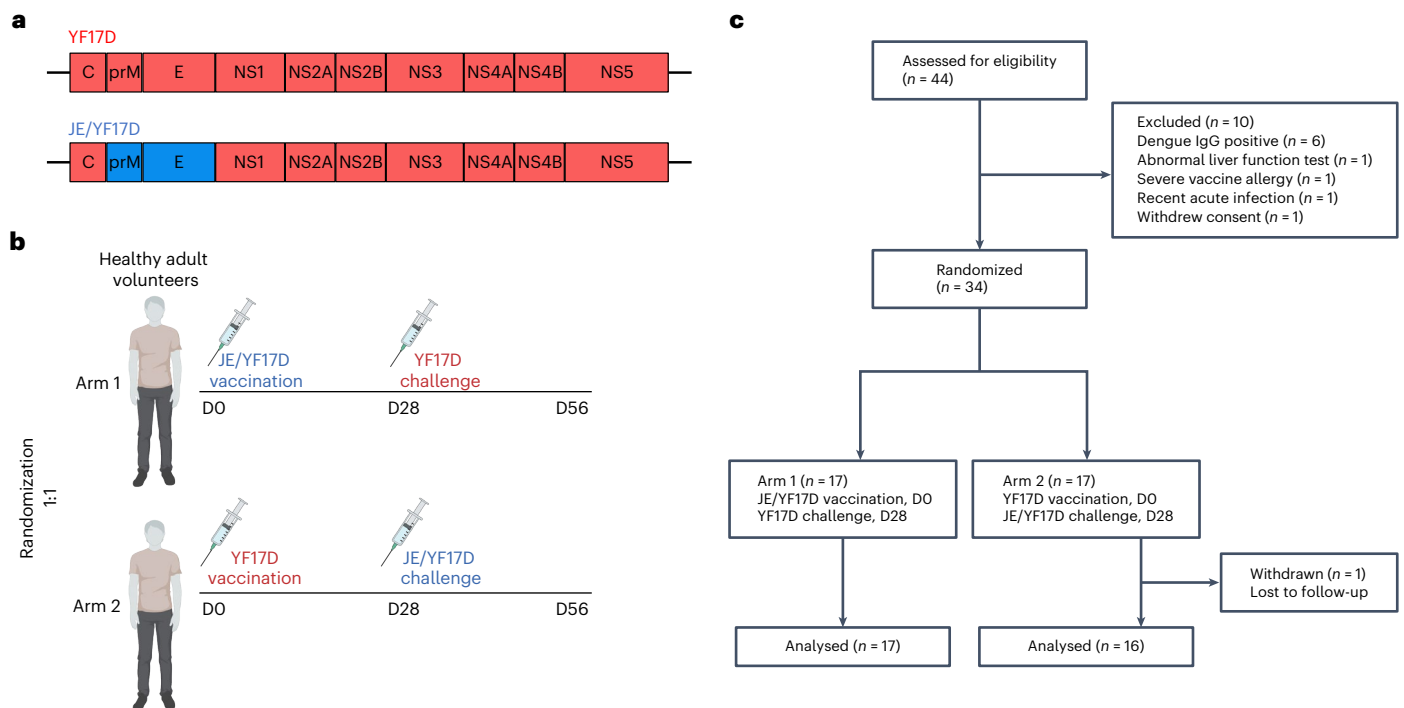 a
YF17D
C prM E NS1 NS2A NS2B NS3 NS4A NS4B NS5
JE/YF17D
C prM E NS1 NS2A NS2B NS3 NS4A NS4B NS5
b
Healthy adult
volunteers
Randomization
1:1
Arm 1
JE/YF17D
vaccination
YF17D
challenge
D0 D28 D56
Arm 2
YF17D
vaccination
JE/YF17D
challenge
D0 D28 D56
c
Assessed for eligibility
(n = 44)
Excluded (n = 10)
Dengue IgG positive (n = 6)
Abnormal liver function test (n = 1)
Severe vaccine allergy (n = 1)
Recent acute infection (n = 1)
Withdrew consent (n = 1)
Randomized
(n = 34)
Arm 1 (n = 17)
JE/YF17D vaccination, D0
YF17D challenge, D28
Arm 2 (n = 17)
YF17D vaccination, D0
JE/YF17D challenge, D28
Withdrawn (n = 1)
Lost to follow-up
Analysed (n = 17)
Analysed (n = 16)